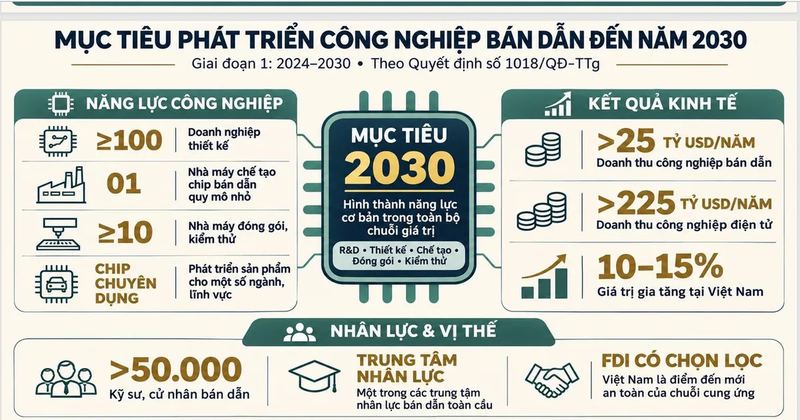 MỤC TIÊU PHÁT TRIỂN CÔNG NGHIỆP BÁN DẪN ĐẾN NĂM 2030
Giai đoạn 1: 2024–2030 • Theo Quyết định số 1018/QĐ-TTg
NĂNG LỰC CÔNG NGHIỆP
≥100
Doanh nghiệp
thiết kế
01
Nhà máy chế tạo
chip bán dẫn
quy mô nhỏ
≥10
Nhà máy đóng gói,
kiểm thử
CHIP
CHUYÊN
DỤNG
Phát triển sản phẩm
cho một số ngành,
lĩnh vực
MỤC TIÊU
2030
Hình thành năng lực
cơ bản trong toàn bộ
chuỗi giá trị
R&D • Thiết kế • Chế tạo •
Đóng gói • Kiểm thử
KẾT QUẢ KINH TẾ
>25 TỶ USD/NĂM
Doanh thu công nghiệp bán dẫn
>225 TỶ USD/NĂM
Doanh thu công nghiệp điện tử
10–15%
Giá trị gia tăng tại Việt Nam
NHÂN LỰC & VỊ THẾ
>50.000
Kỹ sư, cử nhân bán dẫn
TRUNG TÂM
NHÂN LỰC
Một trong các trung tâm
nhân lực bán dẫn toàn cầu
FDI CÓ CHỌN LỌC
Việt Nam là điểm đến mới
an toàn của chuỗi cung ứng